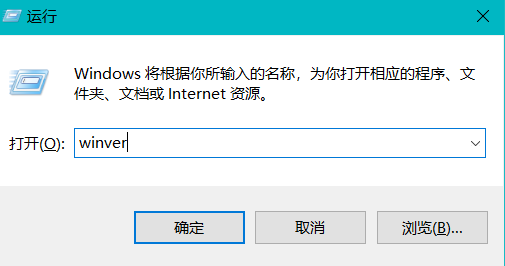 运行
Windows 将根据你所输入的名称，为你打开相应的程序、文
件夹、文档或 Internet 资源。
打开(O): winver
确定 取消 浏览(B)...